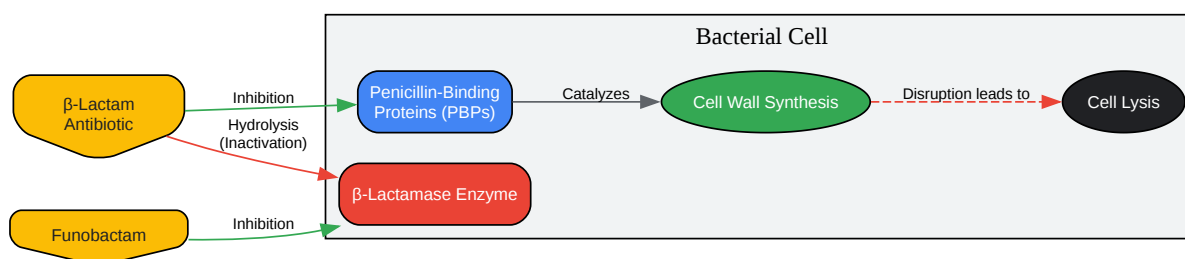 Bacterial Cell
β-Lactam
Antibiotic
Inhibition
Penicillin-Binding
Proteins (PBPs)
Catalyzes
Cell Wall Synthesis
Disruption leads to
Cell Lysis
Hydrolysis
(Inactivation)
β-Lactamase Enzyme
Funobactam
Inhibition